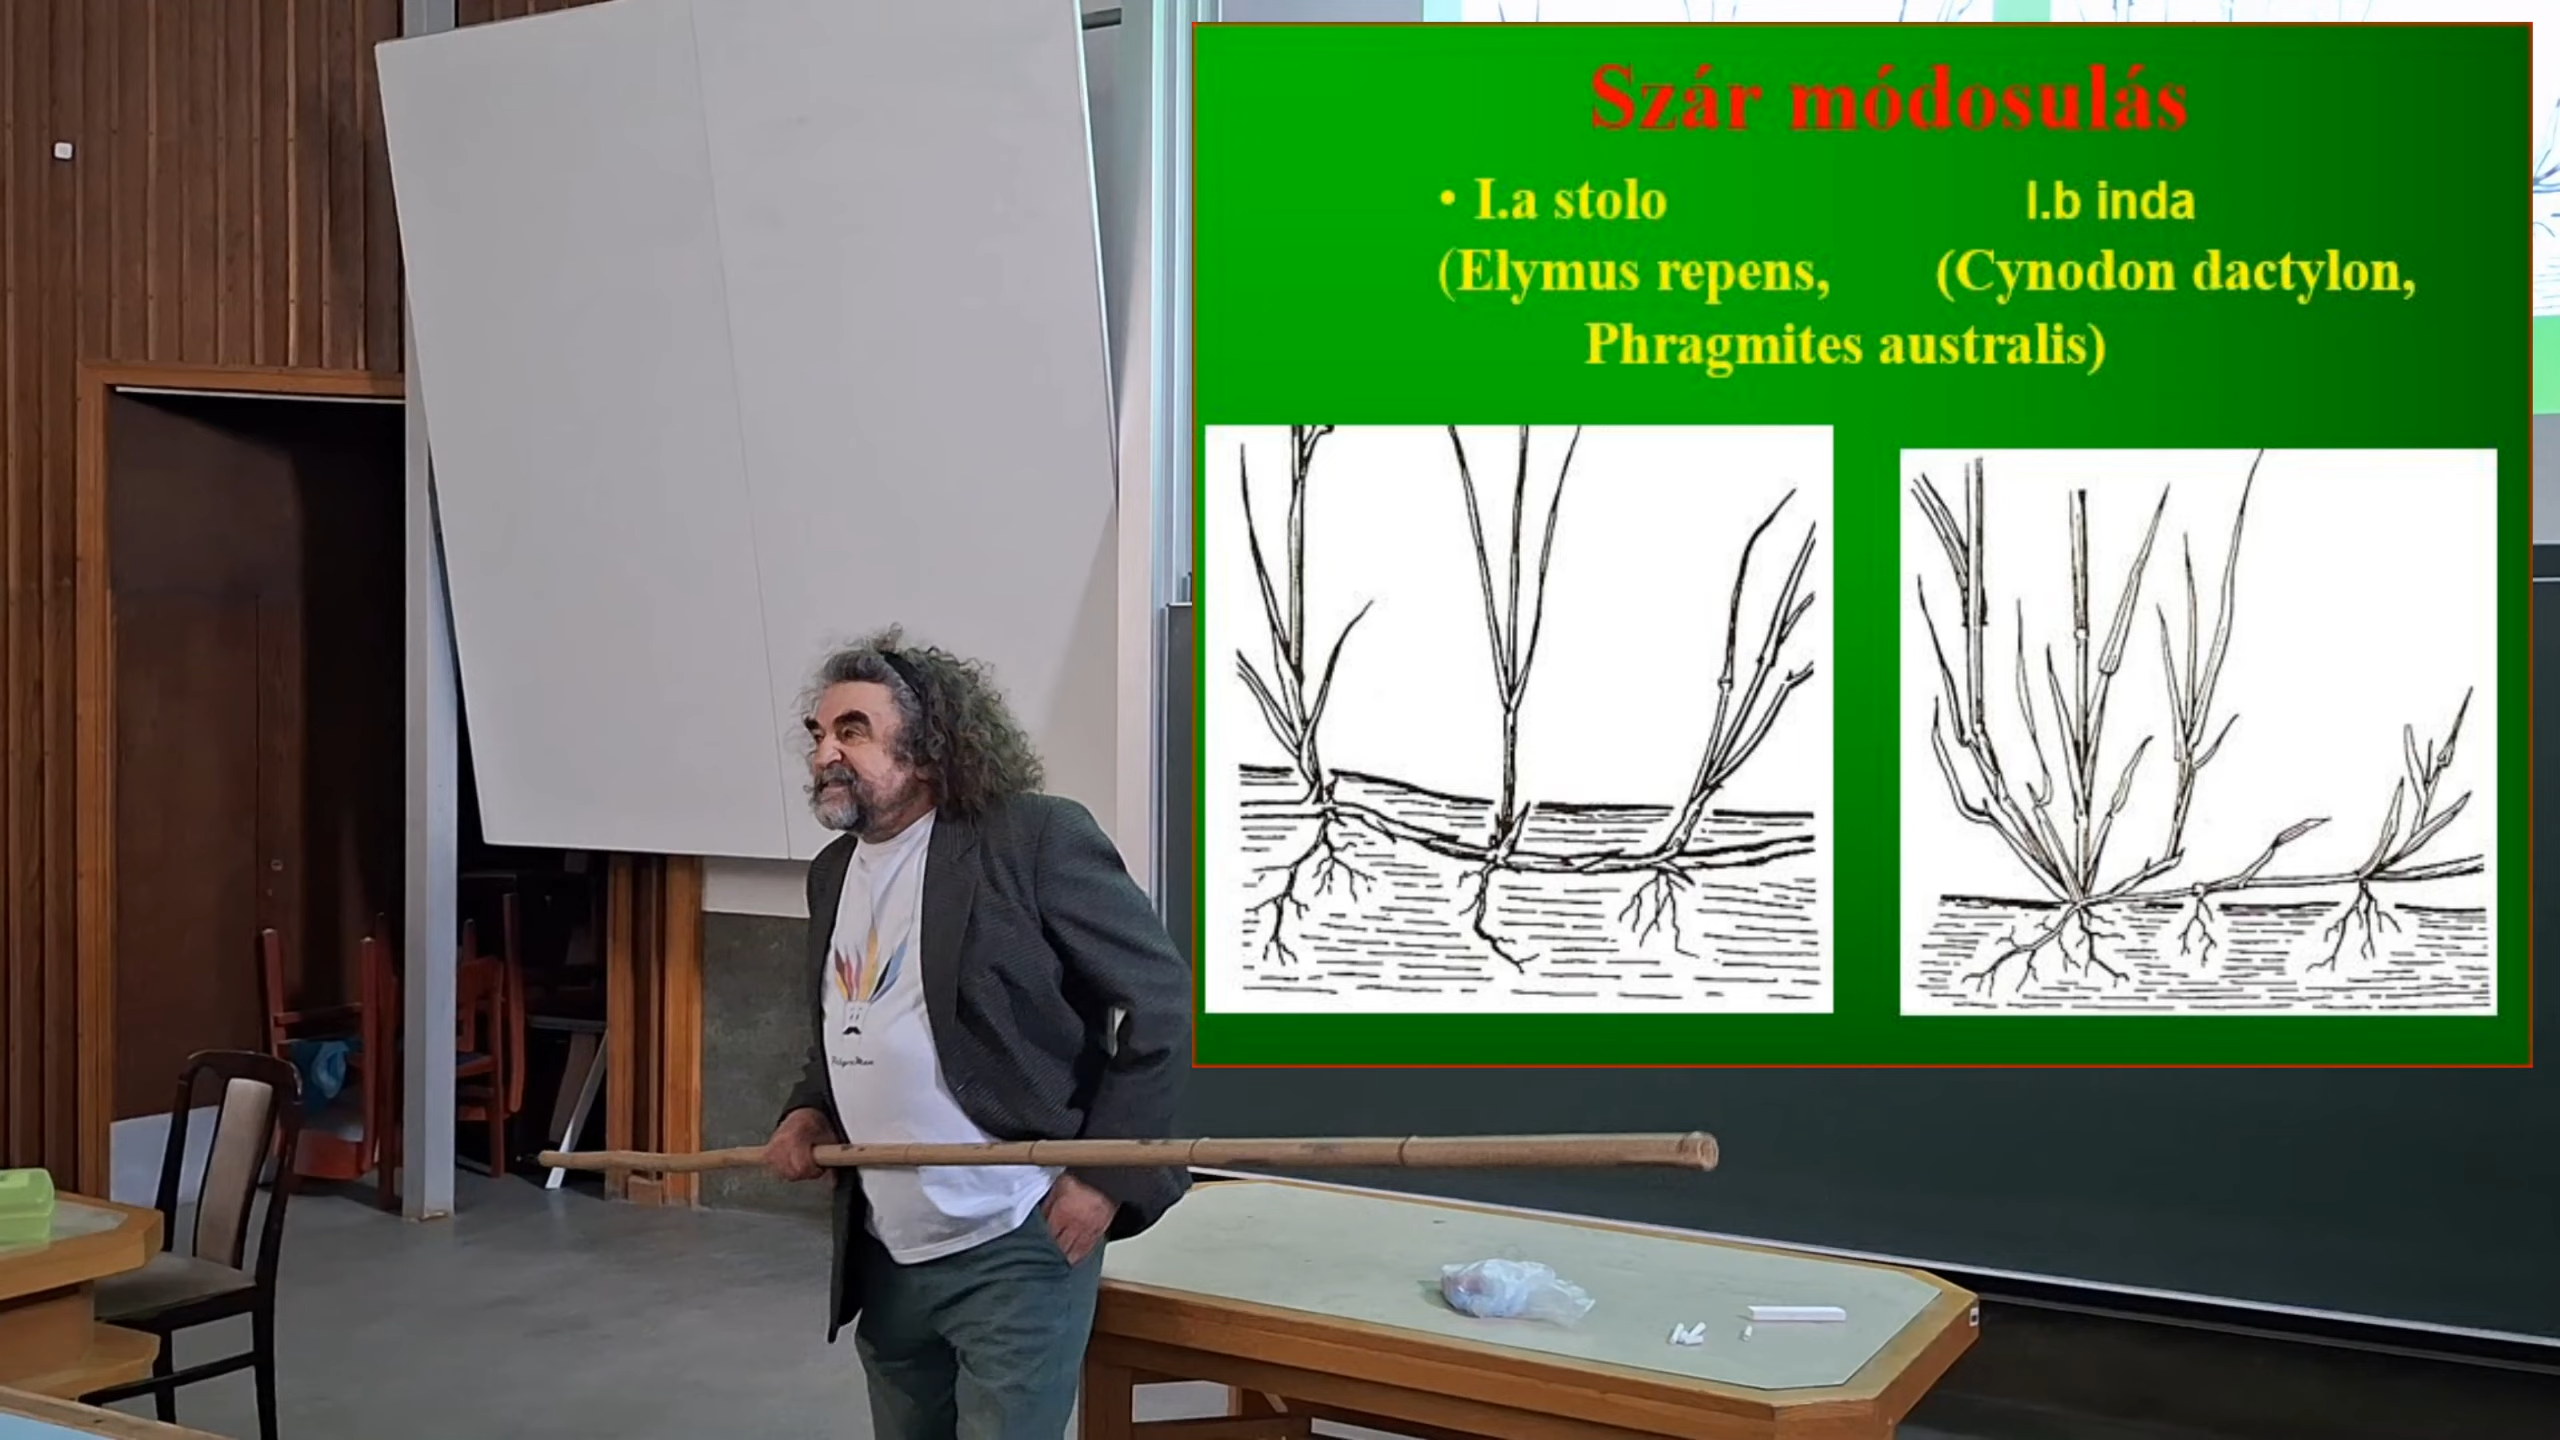 Szár módosulás
• I.a stolo I.b inda
(Elymus repens, (Cynodon dactylon,
Phragmites australis)